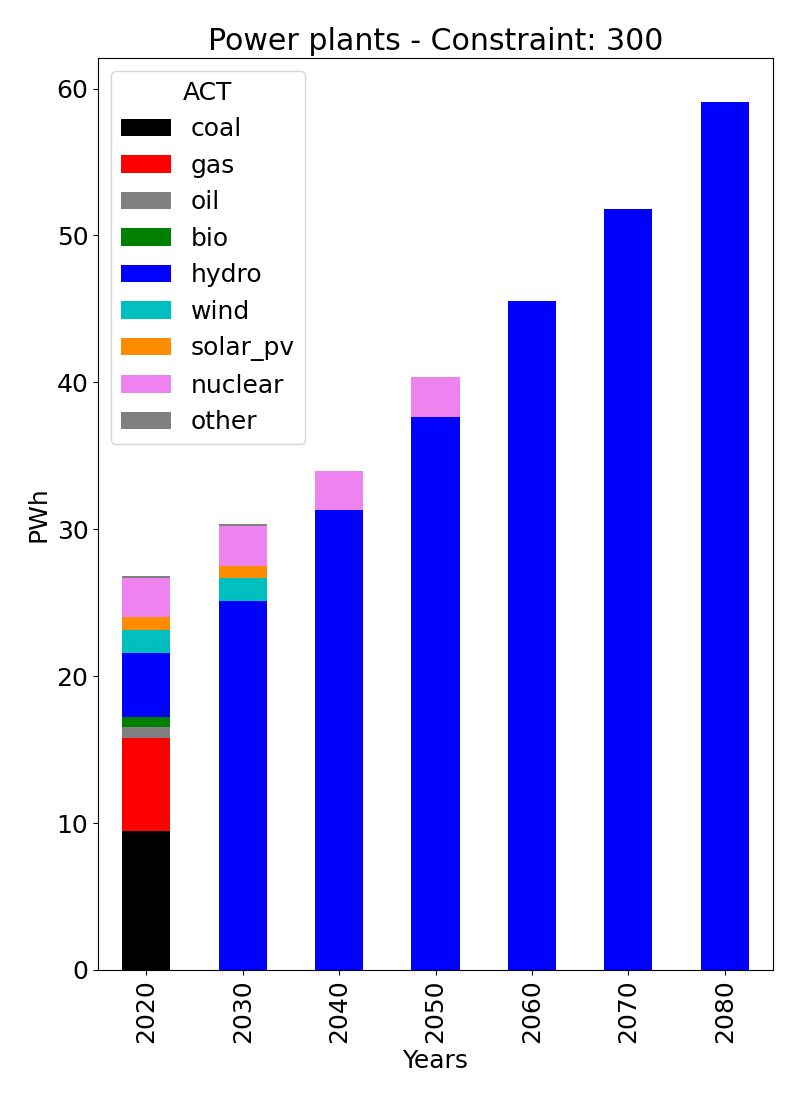 Power plants - Constraint: 300
ACT
coal
gas
oil
bio
hydro
wind
solar_pv
nuclear
other
60
50
40
30
20
10
0
PWh
2020 2030 2040 2050 2060 2070 2080
Years